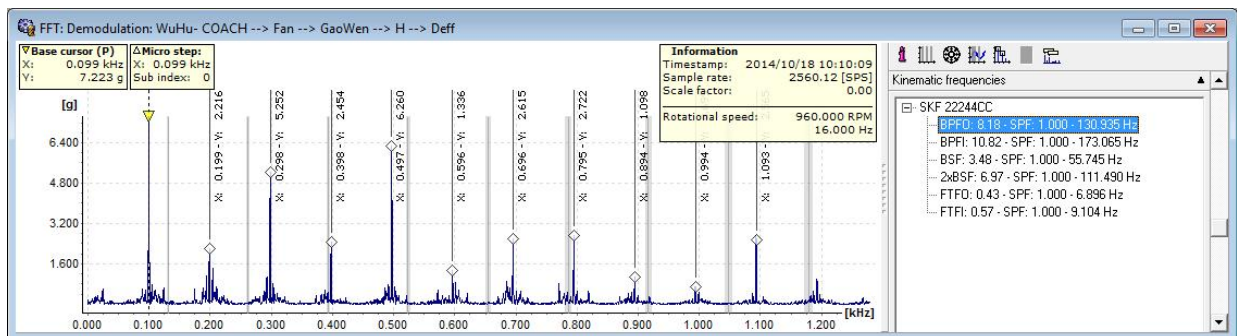 FFT: Demodulation: WuHu- COACH --> Fan --> GaoWen --> H --> Deff
Base cursor (P)
X: 0.099 kHz
Y: 7.223 g
Micro step:
X: 0.099 kHz
Sub index: 0
Information
Timestamp: 2014/10/18 10:10:09
Sample rate: 2560.12 [SPS]
Scale factor: 0.00
Rotational speed: 960.000 RPM
16.000 Hz
[g]
6.400
4.800
3.200
1.600
X: 0.199 - Y: 2.216
X: 0.298 - Y: 5.252
X: 0.398 - Y: 2.454
X: 0.497 - Y: 6.260
X: 0.596 - Y: 1.336
X: 0.696 - Y: 2.615
X: 0.795 - Y: 2.722
X: 0.894 - Y: 1.098
X: 0.994 - Y:
X: 1.093 - Y:
0.000 0.100 0.200 0.300 0.400 0.500 0.600 0.700 0.800 0.900 1.000 1.100 1.200 [kHz]
Kinematic frequencies
SKF 22244CC
BPFO: 8.18 - SPF: 1.000 - 130.935 Hz
BPFI: 10.82 - SPF: 1.000 - 173.065 Hz
BSF: 3.48 - SPF: 1.000 - 55.745 Hz
2xBSF: 6.97 - SPF: 1.000 - 111.490 Hz
FTFO: 0.43 - SPF: 1.000 - 6.896 Hz
FTFI: 0.57 - SPF: 1.000 - 9.104 Hz